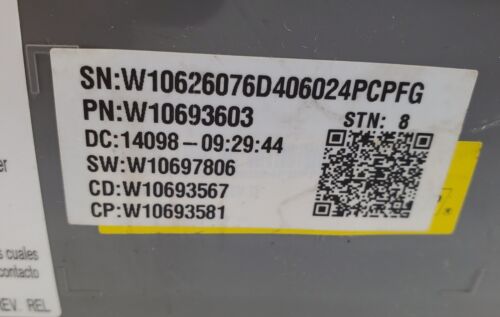 SN:W10626076D406024PCPFG
PN:W10693603
STN: 8
DC:14098-09:29:44
SW:W10697806
CD:W10693567
CP:W10693581
er
s cuales
contacto
REV. REL